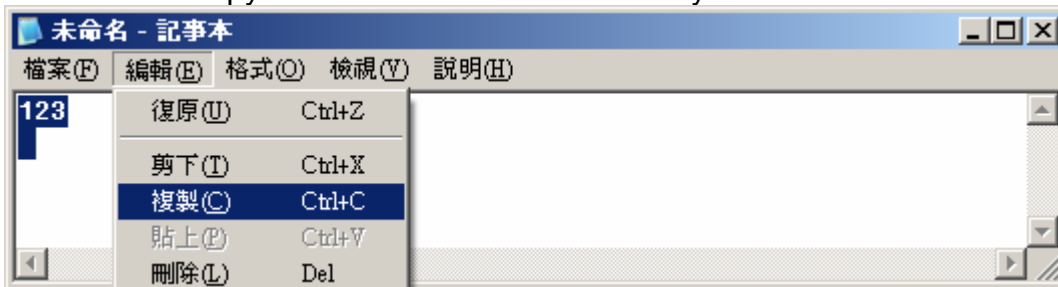 未命名 - 記事本
檔案(F) 編輯(E) 格式(O) 檢視(V) 說明(H)
123
復原(U) Ctrl+Z
剪下(T) Ctrl+X
複製(C) Ctrl+C
貼上(P) Ctrl+V
刪除(L) Del